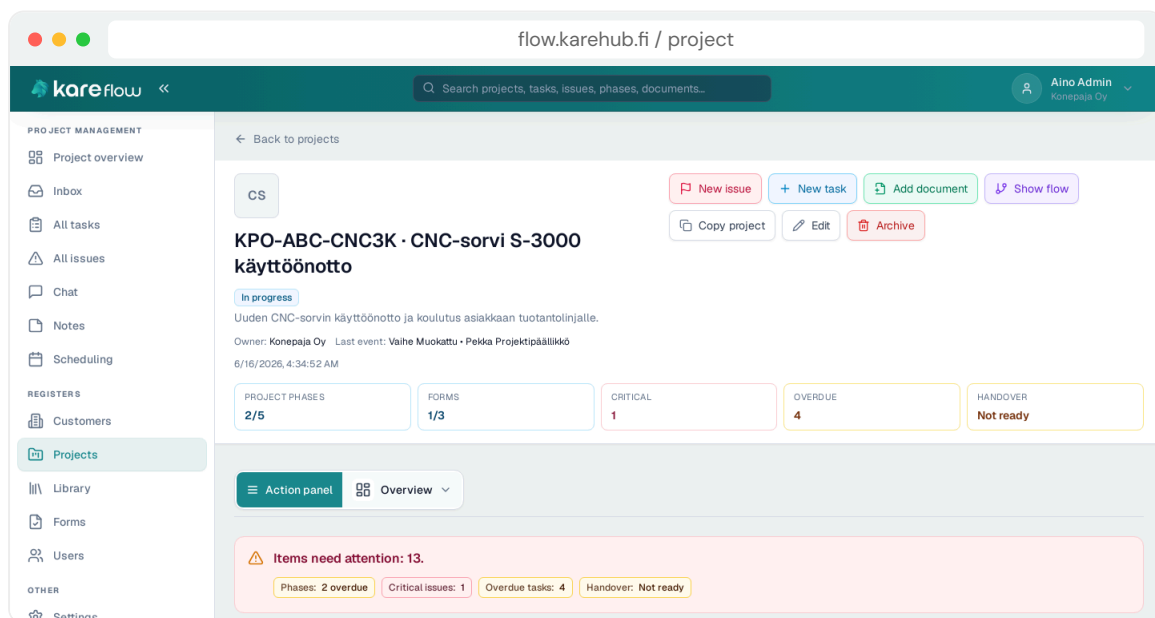 flow.karehub.fi / project
kareflow
Search projects, tasks, issues, phases, documents...
Aino Admin
Konepaja Oy
PROJECT MANAGEMENT
Project overview
Inbox
All tasks
All issues
Chat
Notes
Scheduling
REGISTERS
Customers
Projects
Library
Forms
Users
OTHER
Settings
Back to projects
CS
New issue
New task
Add document
Show flow
Copy project
Edit
Archive
KPO-ABC-CNC3K · CNC-sorvi S-3000
käyttöönotto
In progress
Uuden CNC-sorvin käyttöönotto ja koulutus asiakkaan tuotantolinjalle.
Owner: Konepaja Oy Last event: Vaihe Muokattu • Pekka Projektipäällikkö
6/16/2026, 4:34:52 AM
PROJECT PHASES
2/5
FORMS
1/3
CRITICAL
1
OVERDUE
4
HANDOVER
Not ready
Action panel
Overview
Items need attention: 13.
Phases: 2 overdue
Critical issues: 1
Overdue tasks: 4
Handover: Not ready